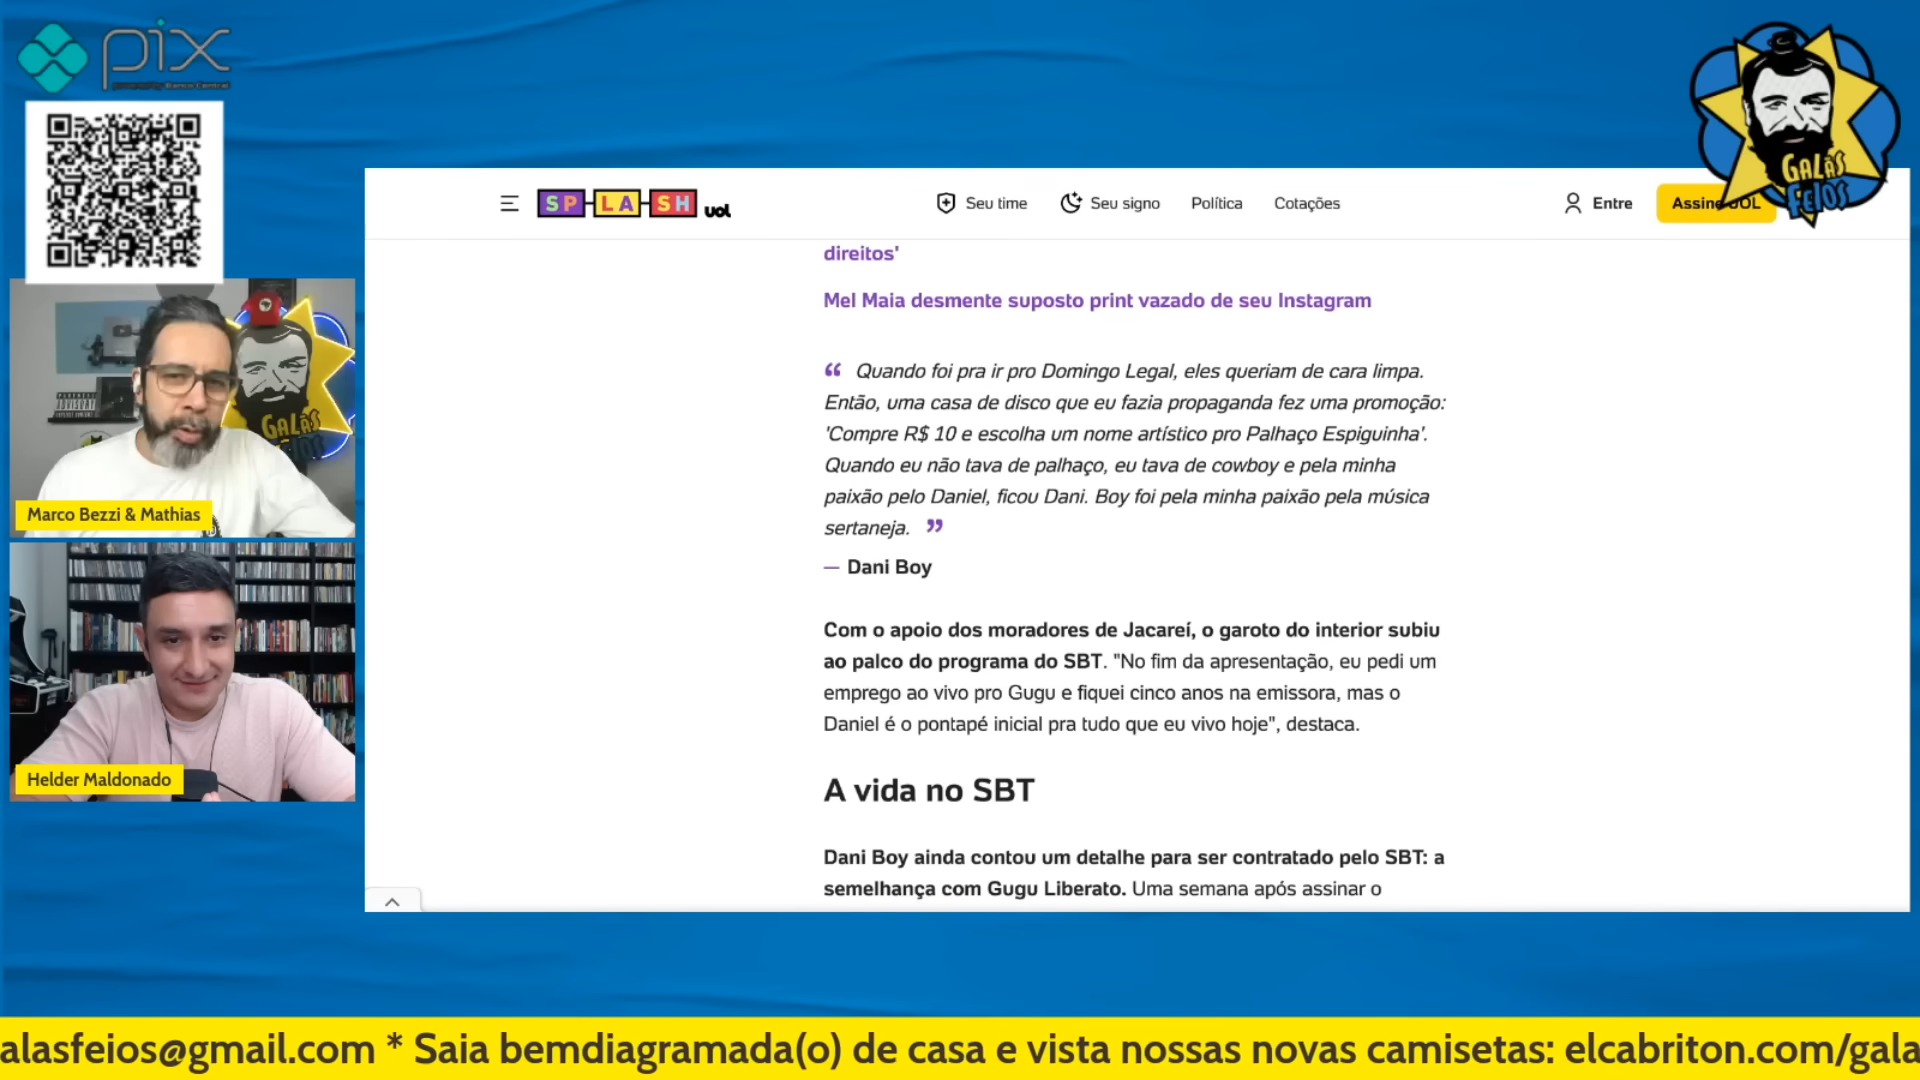 pix
powered by Banco Central
GALÃS
FEIOS
SPLASH uol
Seu time
Seu signo
Política
Cotações
Entre
Assine UOL
direitos'
Mel Maia desmente suposto print vazado de seu Instagram
“ Quando foi pra ir pro Domingo Legal, eles queriam de cara limpa.
Então, uma casa de disco que eu fazia propaganda fez uma promoção:
'Compre R$ 10 e escolha um nome artístico pro Palhaço Espiguinha'.
Quando eu não tava de palhaço, eu tava de cowboy e pela minha
paixão pelo Daniel, ficou Dani. Boy foi pela minha paixão pela música
sertaneja. ”
— Dani Boy
Com o apoio dos moradores de Jacareí, o garoto do interior subiu
ao palco do programa do SBT. "No fim da apresentação, eu pedi um
emprego ao vivo pro Gugu e fiquei cinco anos na emissora, mas o
Daniel é o pontapé inicial pra tudo que eu vivo hoje", destaca.
A vida no SBT
Dani Boy ainda contou um detalhe para ser contratado pelo SBT: a
semelhança com Gugu Liberato. Uma semana após assinar o
GALÃS
FEIOS
ADVISORY
Marco Bezzi & Mathias
Helder Maldonado
alasfeios@gmail.com * Saia bemdiagramada(o) de casa e vista nossas novas camisetas: elcabriton.com/gala